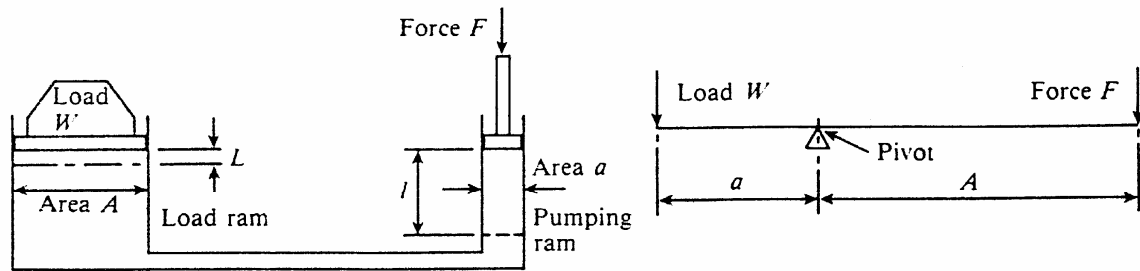 Force F
Load
W
L
Area A
Load ram
l
Area a
Pumping
ram
Load W
Force F
Pivot
a
A